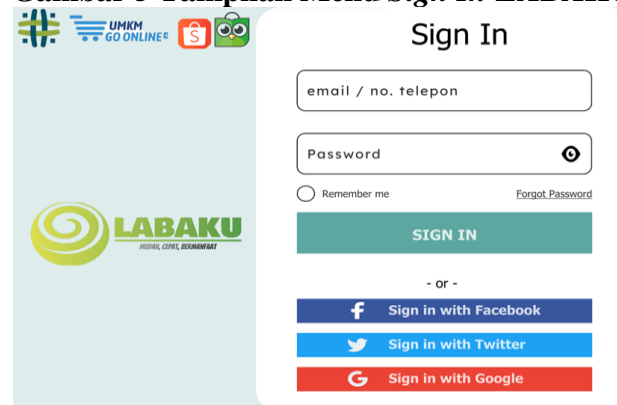 UMKM
GO ONLINE
S
LABAKU
MUDAH, CEPAT, BERMANFAAT
Sign In
email / no. telepon
Password
Remember me
Forgot Password
SIGN IN
- or -
f Sign in with Facebook
Sign in with Twitter
G Sign in with Google